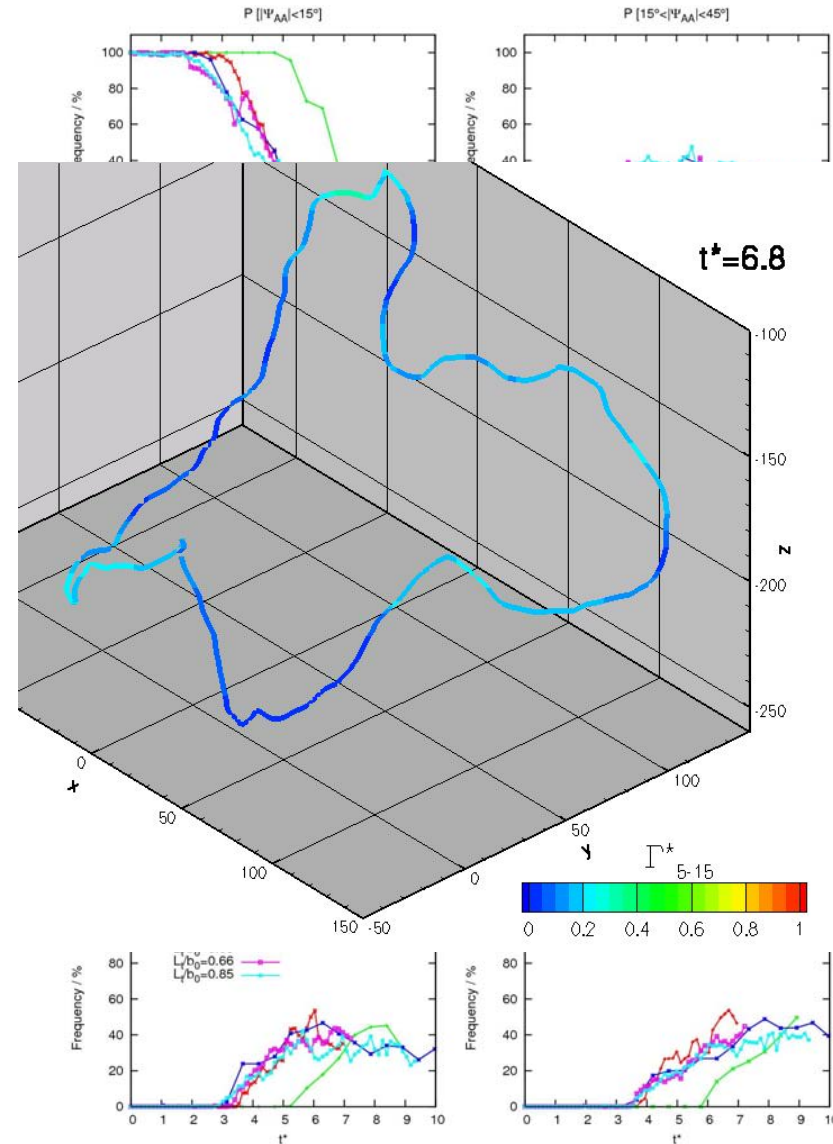 P [|Ψ_AA|<15°]
P [15°<|Ψ_AA|<45°]
100
80
60
40
equency / %
100
80
60
40
equency / %
t*=6.8
-100
-150
-200
-250
z
0
50
100
150
x
-50
0
50
100
y
Γ*5-15
0 0.2 0.4 0.6 0.8 1
L_f/b_0=0.66
L_f/b_0=0.85
80
60
40
20
0
Frequency / %
0 1 2 3 4 5 6 7 8 9 10
t*
80
60
40
20
0
Frequency / %
0 1 2 3 4 5 6 7 8 9 10
t*